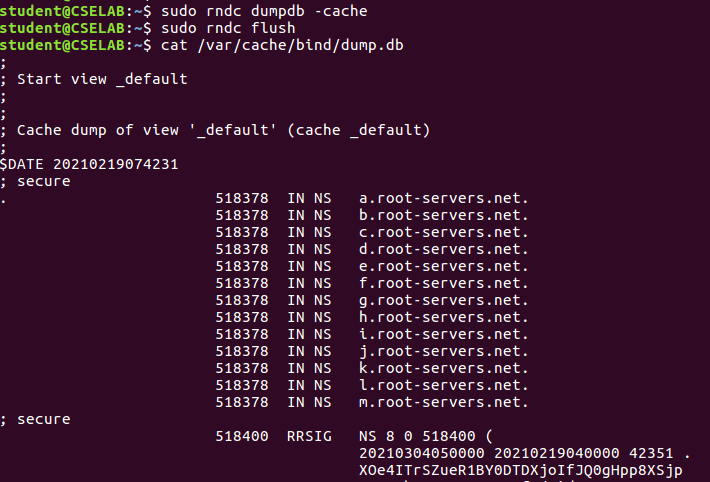 student@CSELAB:~$ sudo rndc dumpdb -cache
student@CSELAB:~$ sudo rndc flush
student@CSELAB:~$ cat /var/cache/bind/dump.db
;
; Start view _default
;
;
; Cache dump of view '_default' (cache _default)
;
$DATE 20210219074231
; secure
. 518378 IN NS a.root-servers.net.
518378 IN NS b.root-servers.net.
518378 IN NS c.root-servers.net.
518378 IN NS d.root-servers.net.
518378 IN NS e.root-servers.net.
518378 IN NS f.root-servers.net.
518378 IN NS g.root-servers.net.
518378 IN NS h.root-servers.net.
518378 IN NS i.root-servers.net.
518378 IN NS j.root-servers.net.
518378 IN NS k.root-servers.net.
518378 IN NS l.root-servers.net.
518378 IN NS m.root-servers.net.
; secure
518400 RRSIG NS 8 0 518400 (
20210304050000 20210219040000 42351 .
XOe4ITrSZueR1BY0DTDXjoIfJQ0gHpp8XSjp